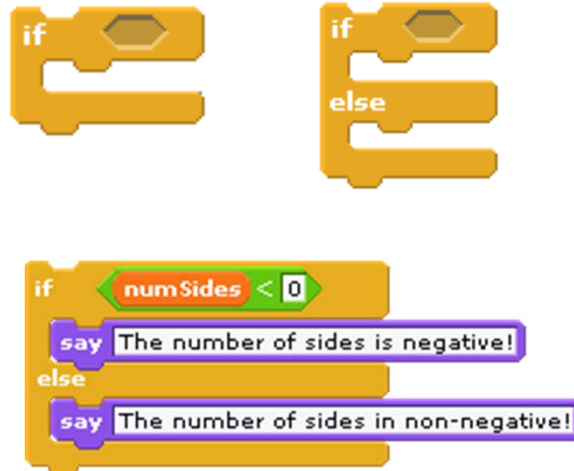 if
if
else
if numSides < 0
say The number of sides is negative!
else
say The number of sides in non-negative!